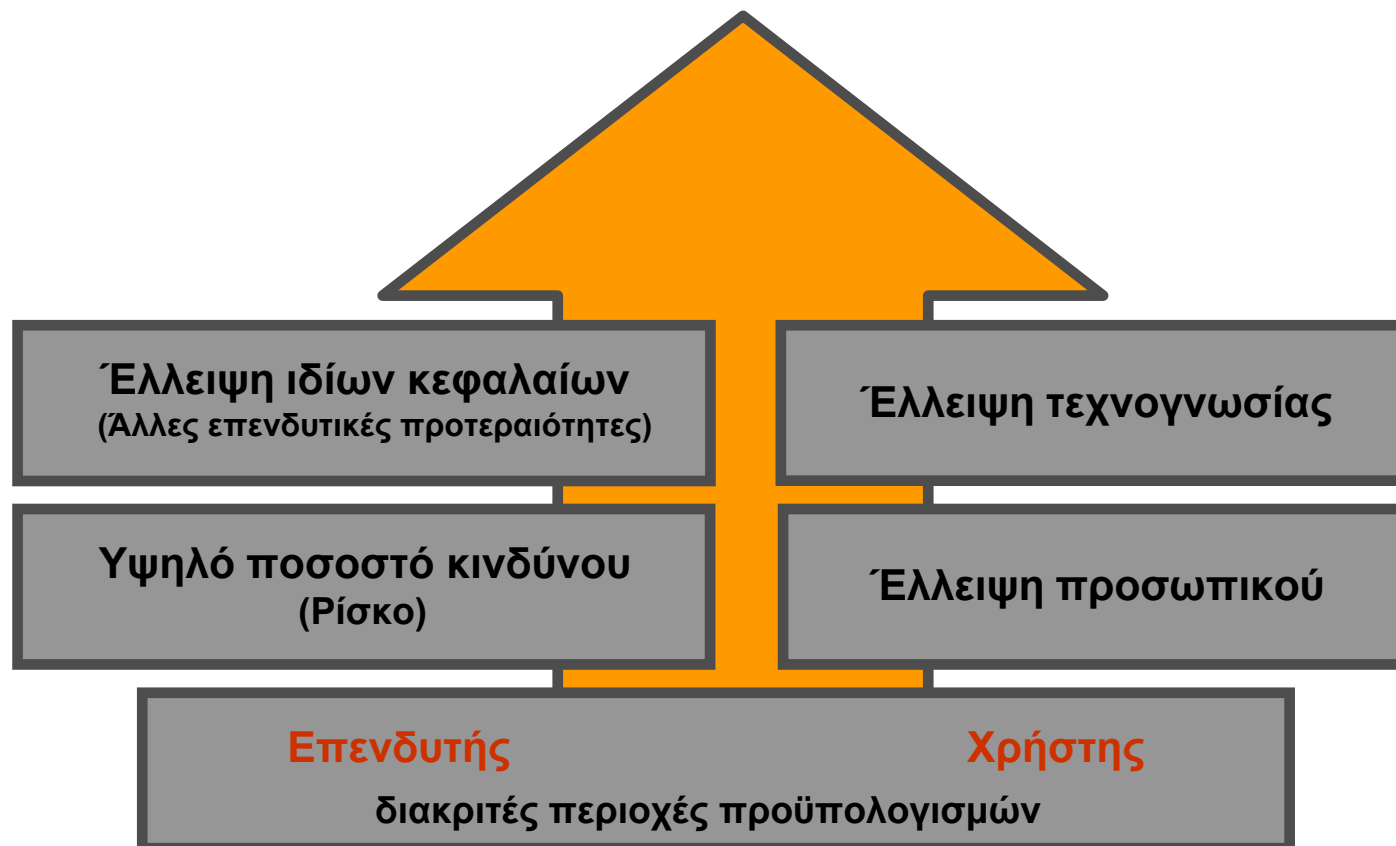 Έλλειψη ιδίων κεφαλαίων
(Άλλες επενδυτικές προτεραιότητες)
Έλλειψη τεχνογνωσίας
Υψηλό ποσοστό κινδύνου
(Ρίσκο)
Έλλειψη προσωπικού
Επενδυτής Χρήστης
διακριτές περιοχές προϋπολογισμών